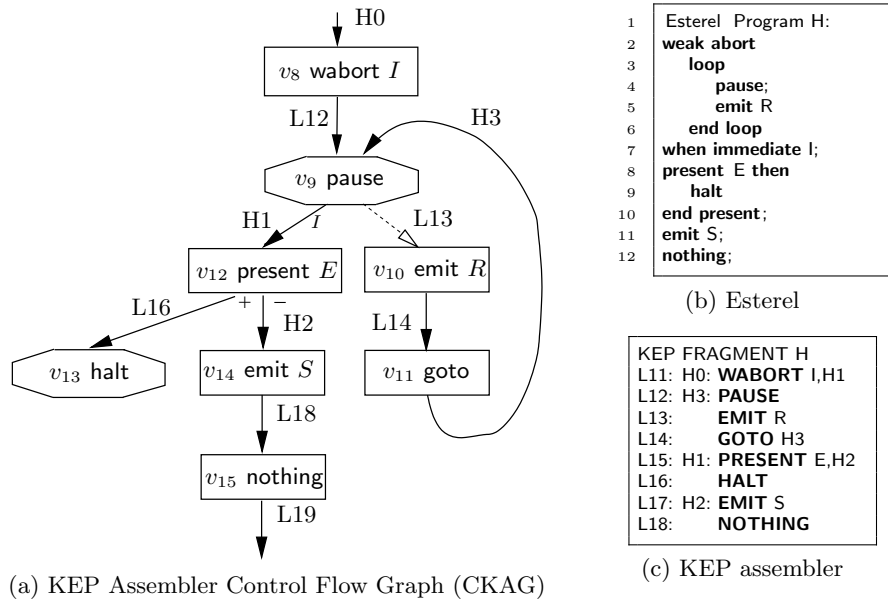 H0
v8 wabort I
L12
H3
v9 pause
H1
I
L13
v12 present E
v10 emit R
L16
+ −
H2
L14
v13 halt
v14 emit S
v11 goto
L18
v15 nothing
L19
(a) KEP Assembler Control Flow Graph (CKAG)
1 Esterel Program H:
2 weak abort
3 loop
4 pause;
5 emit R
6 end loop
7 when immediate I;
8 present E then
9 halt
10 end present;
11 emit S;
12 nothing;
(b) Esterel
KEP FRAGMENT H
L11: H0: WABORT I,H1
L12: H3: PAUSE
L13: EMIT R
L14: GOTO H3
L15: H1: PRESENT E,H2
L16: HALT
L17: H2: EMIT S
L18: NOTHING
(c) KEP assembler